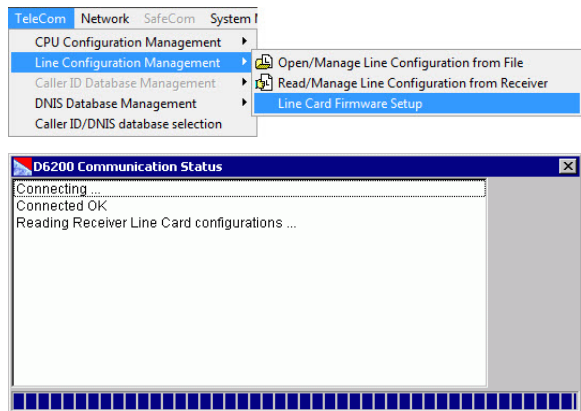 TeleCom Network SafeCom System
CPU Configuration Management
Line Configuration Management
Open/Manage Line Configuration from File
Caller ID Database Management
Read/Manage Line Configuration from Receiver
DNIS Database Management
Line Card Firmware Setup
Caller ID/DNIS database selection
D6200 Communication Status
Connecting ...
Connected OK
Reading Receiver Line Card configurations ...